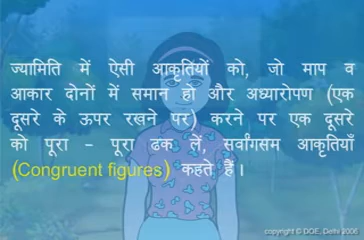 ज्यामिति में ऐसी आकृतियों को, जो माप व
आकार दोनों में समान हो और अध्यारोपण (एक
दूसरे के ऊपर रखने पर) करने पर एक दूसरे
को पूरा - पूरा ढक लें, सर्वांगसम आकृतियाँ
(Congruent figures) कहते हैं।
copyright © DOE, Delhi 2006